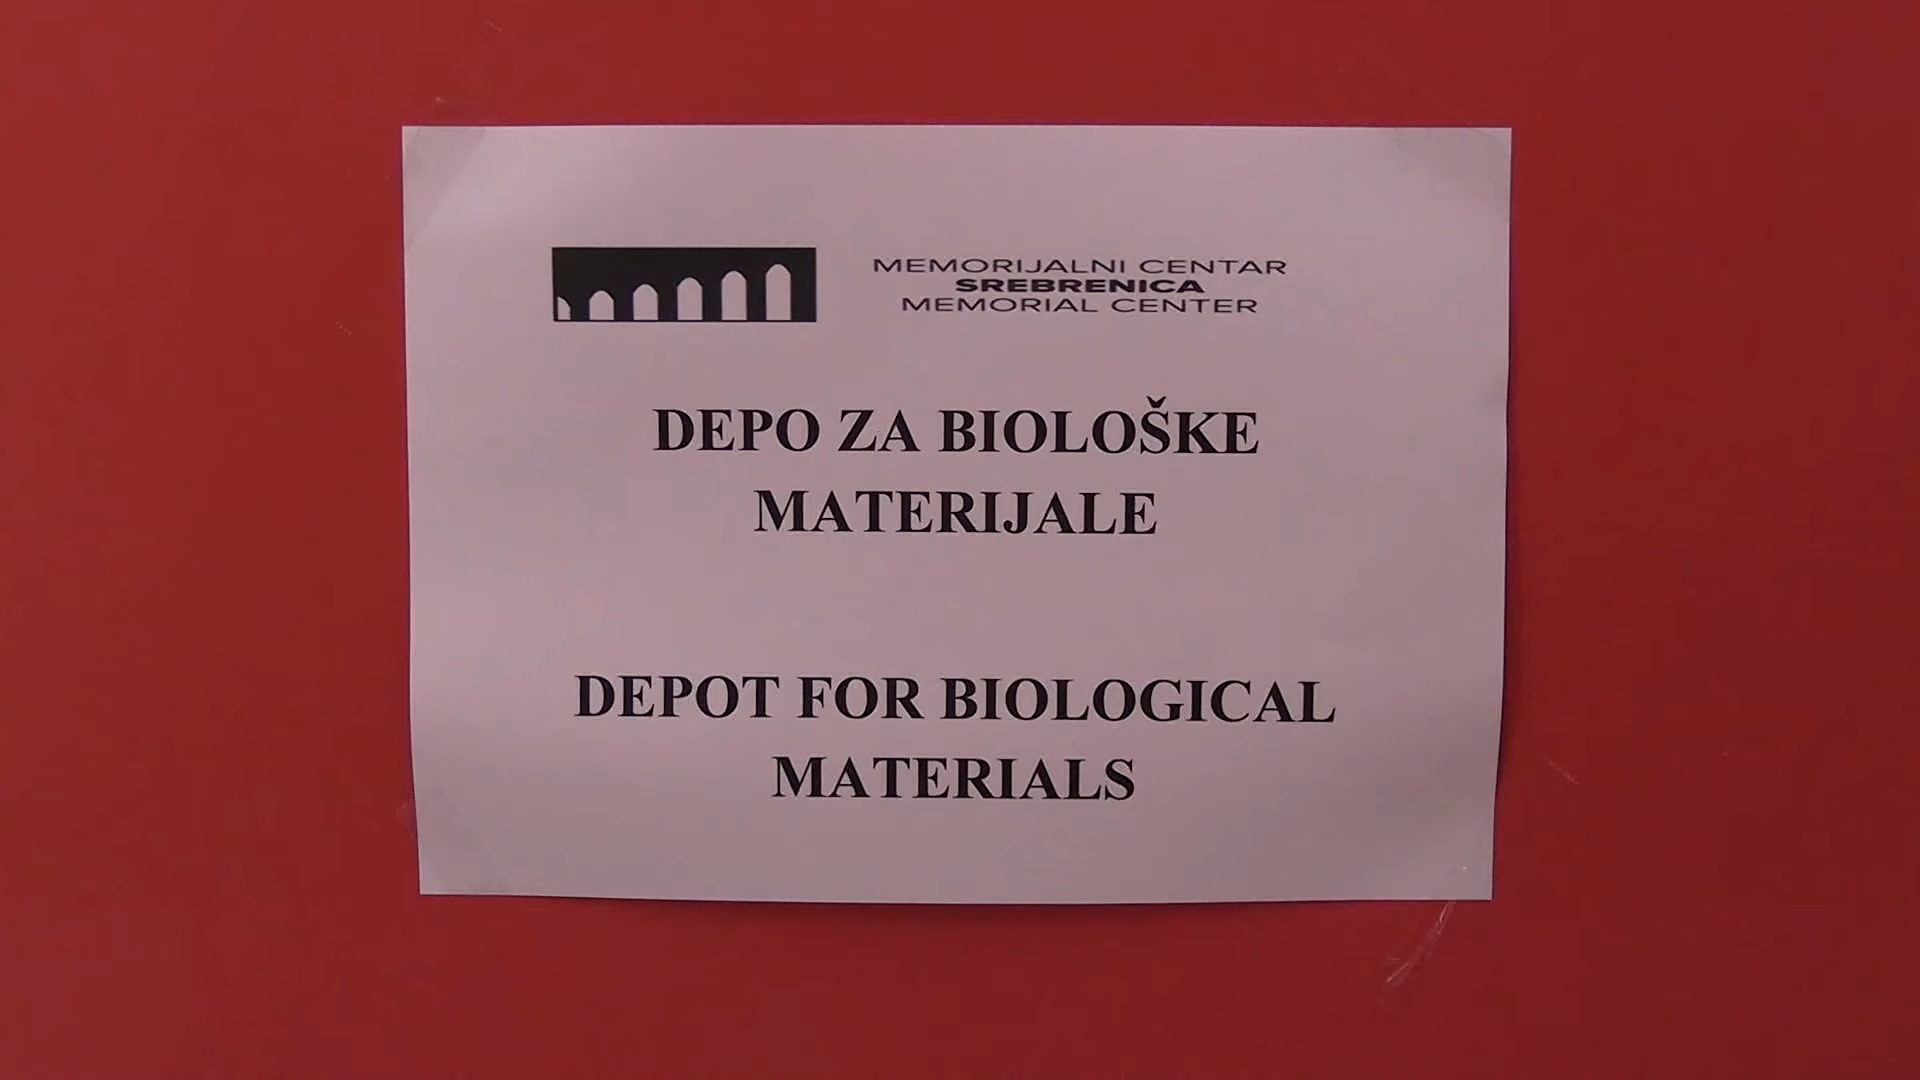 MEMORIJALNI CENTAR
SREBRENICA
MEMORIAL CENTER
DEPO ZA BIOLOŠKE
MATERIJALE
DEPOT FOR BIOLOGICAL
MATERIALS